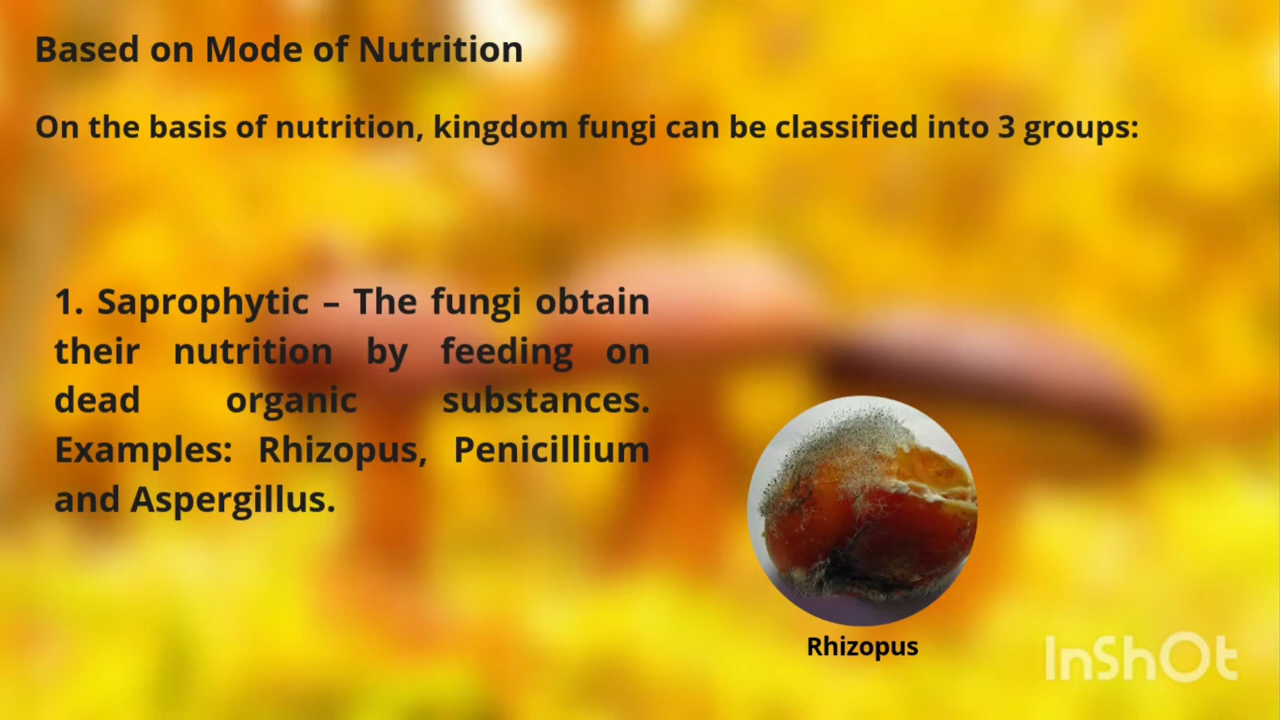 Based on Mode of Nutrition
On the basis of nutrition, kingdom fungi can be classified into 3 groups:
1. Saprophytic – The fungi obtain
their nutrition by feeding on
dead organic substances.
Examples: Rhizopus, Penicillium
and Aspergillus.
Rhizopus
InShOt